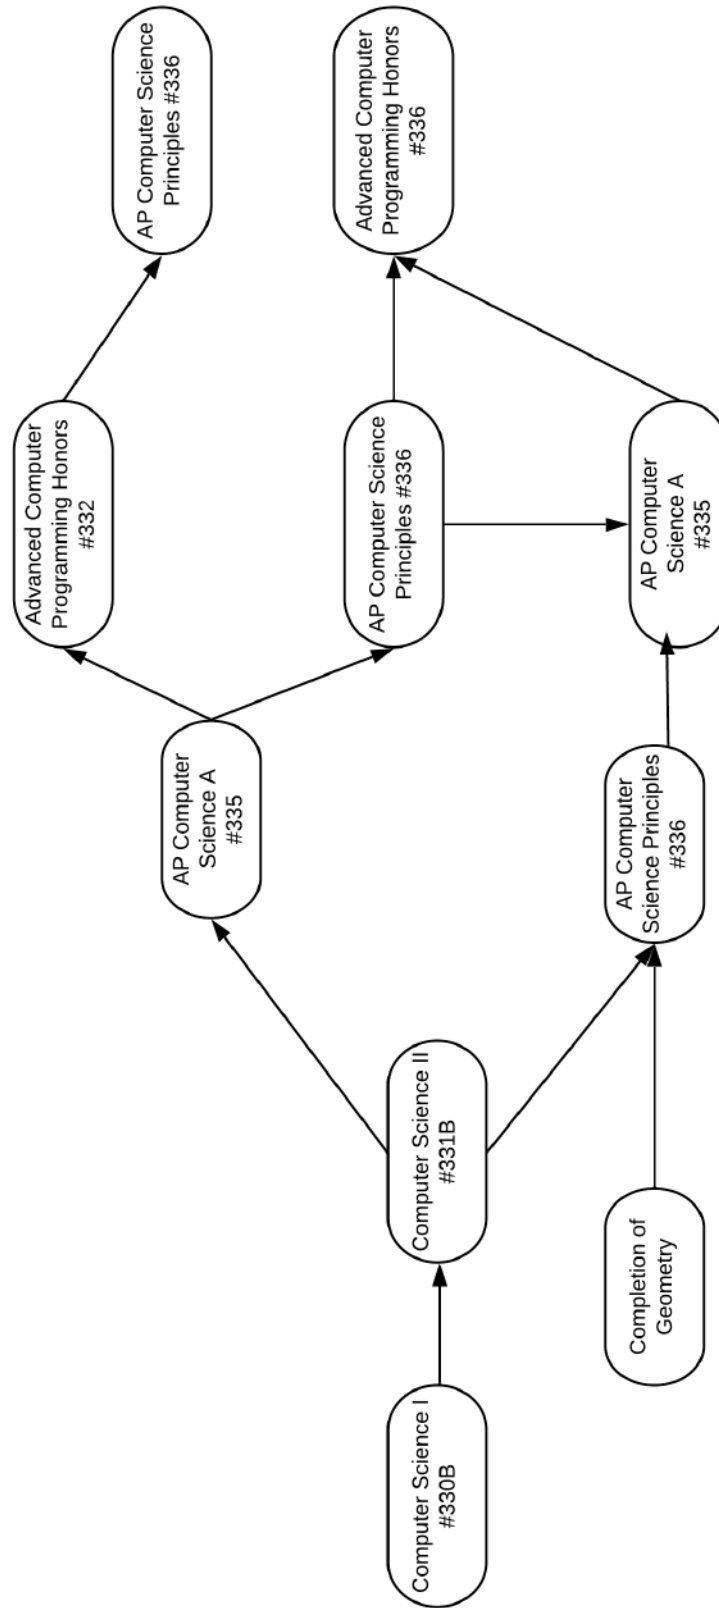 Computer Science I
#330B
Computer Science II
#331B
Completion of
Geometry
AP Computer
Science A
#335
AP Computer
Science Principles
#336
Advanced Computer
Programming Honors
#332
AP Computer Science
Principles #336
AP Computer
Science A
#335
AP Computer Science
Principles #336
Advanced Computer
Programming Honors
#336